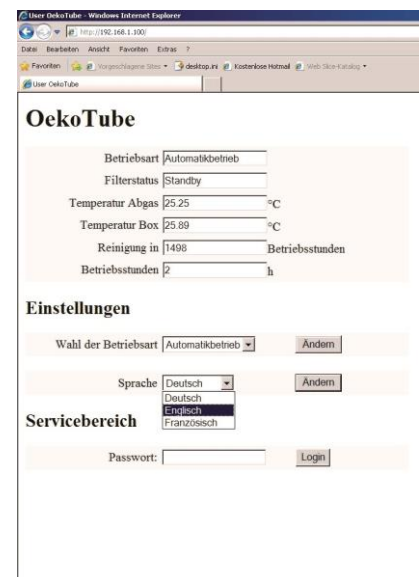 User OekoTube - Windows Internet Explorer
http://192.168.1.100/
Datei Bearbeiten Ansicht Favoriten Extras ?
Favoriten Vorgeschlagene Sites desktop.ini Kostenlose Hotmail Web Slice-Katalog
User OekoTube
OekoTube
Betriebsart Automatikbetrieb
Filterstatus Standby
Temperatur Abgas 25.25 °C
Temperatur Box 25.89 °C
Reinigung in 1498 Betriebsstunden
Betriebsstunden 2 h
Einstellungen
Wahl der Betriebsart Automatikbetrieb Ändern
Sprache Deutsch Ändern
Deutsch
Englisch
Französisch
Servicebereich
Passwort: Login